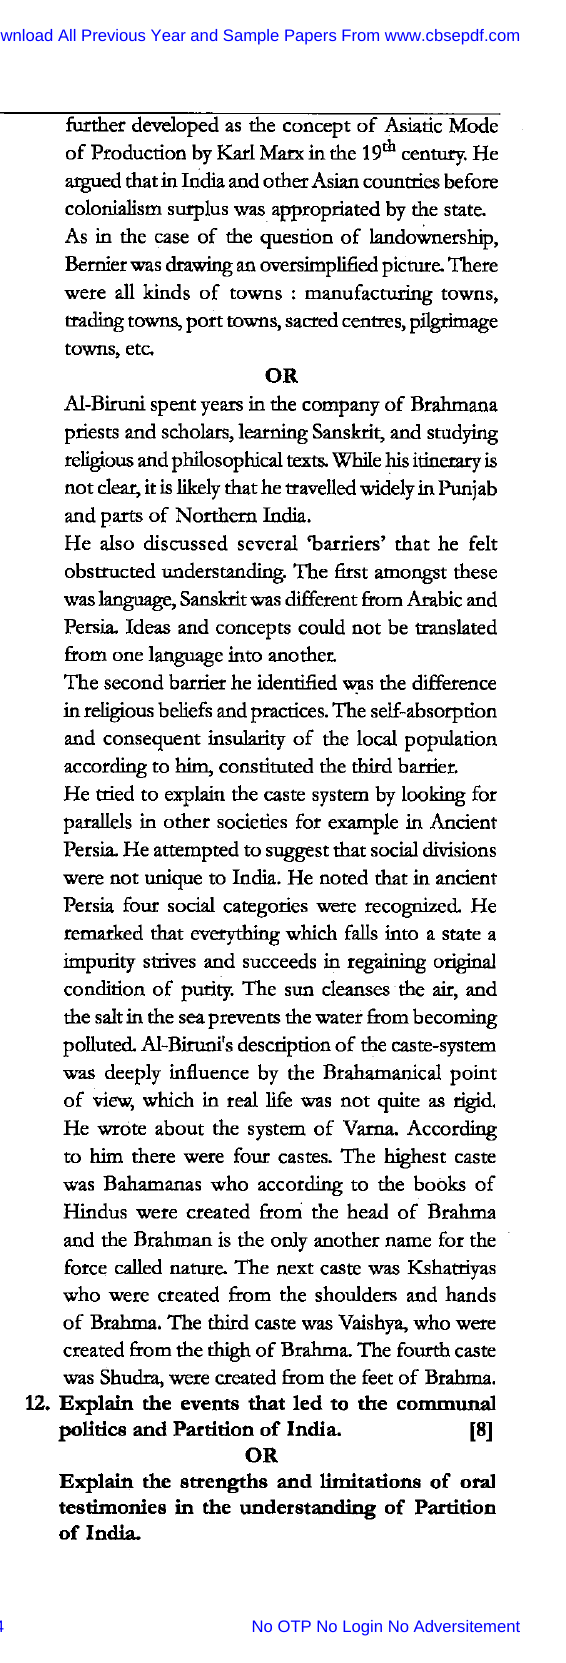 wnload All Previous Year and Sample Papers From www.cbsepdf.com
further developed as the concept of Asiatic Mode
of Production by Karl Marx in the 19th century. He
argued that in India and other Asian countries before
colonialism surplus was appropriated by the state.
As in the case of the question of landownership,
Bernier was drawing an oversimplified picture. There
were all kinds of towns : manufacturing towns,
trading towns, port towns, sacred centres, pilgrimage
towns, etc.
OR
Al-Biruni spent years in the company of Brahmana
priests and scholars, learning Sanskrit, and studying
religious and philosophical texts. While his itinerary is
not clear, it is likely that he travelled widely in Punjab
and parts of Northern India.
He also discussed several 'barriers' that he felt
obstructed understanding. The first amongst these
was language, Sanskrit was different from Arabic and
Persia. Ideas and concepts could not be translated
from one language into another.
The second barrier he identified was the difference
in religious beliefs and practices. The self-absorption
and consequent insularity of the local population
according to him, constituted the third barrier.
He tried to explain the caste system by looking for
parallels in other societies for example in Ancient
Persia. He attempted to suggest that social divisions
were not unique to India. He noted that in ancient
Persia four social categories were recognized. He
remarked that everything which falls into a state a
impurity strives and succeeds in regaining original
condition of purity. The sun cleanses the air, and
the salt in the sea prevents the water from becoming
polluted. Al-Biruni's description of the caste-system
was deeply influence by the Brahamanical point
of view, which in real life was not quite as rigid.
He wrote about the system of Varna. According
to him there were four castes. The highest caste
was Bahamanas who according to the books of
Hindus were created from the head of Brahma
and the Brahman is the only another name for the
force called nature. The next caste was Kshatriyas
who were created from the shoulders and hands
of Brahma. The third caste was Vaishya, who were
created from the thigh of Brahma. The fourth caste
was Shudra, were created from the feet of Brahma.
12. Explain the events that led to the communal
politics and Partition of India. [8]
OR
Explain the strengths and limitations of oral
testimonies in the understanding of Partition
of India.
4 No OTP No Login No Adversitement